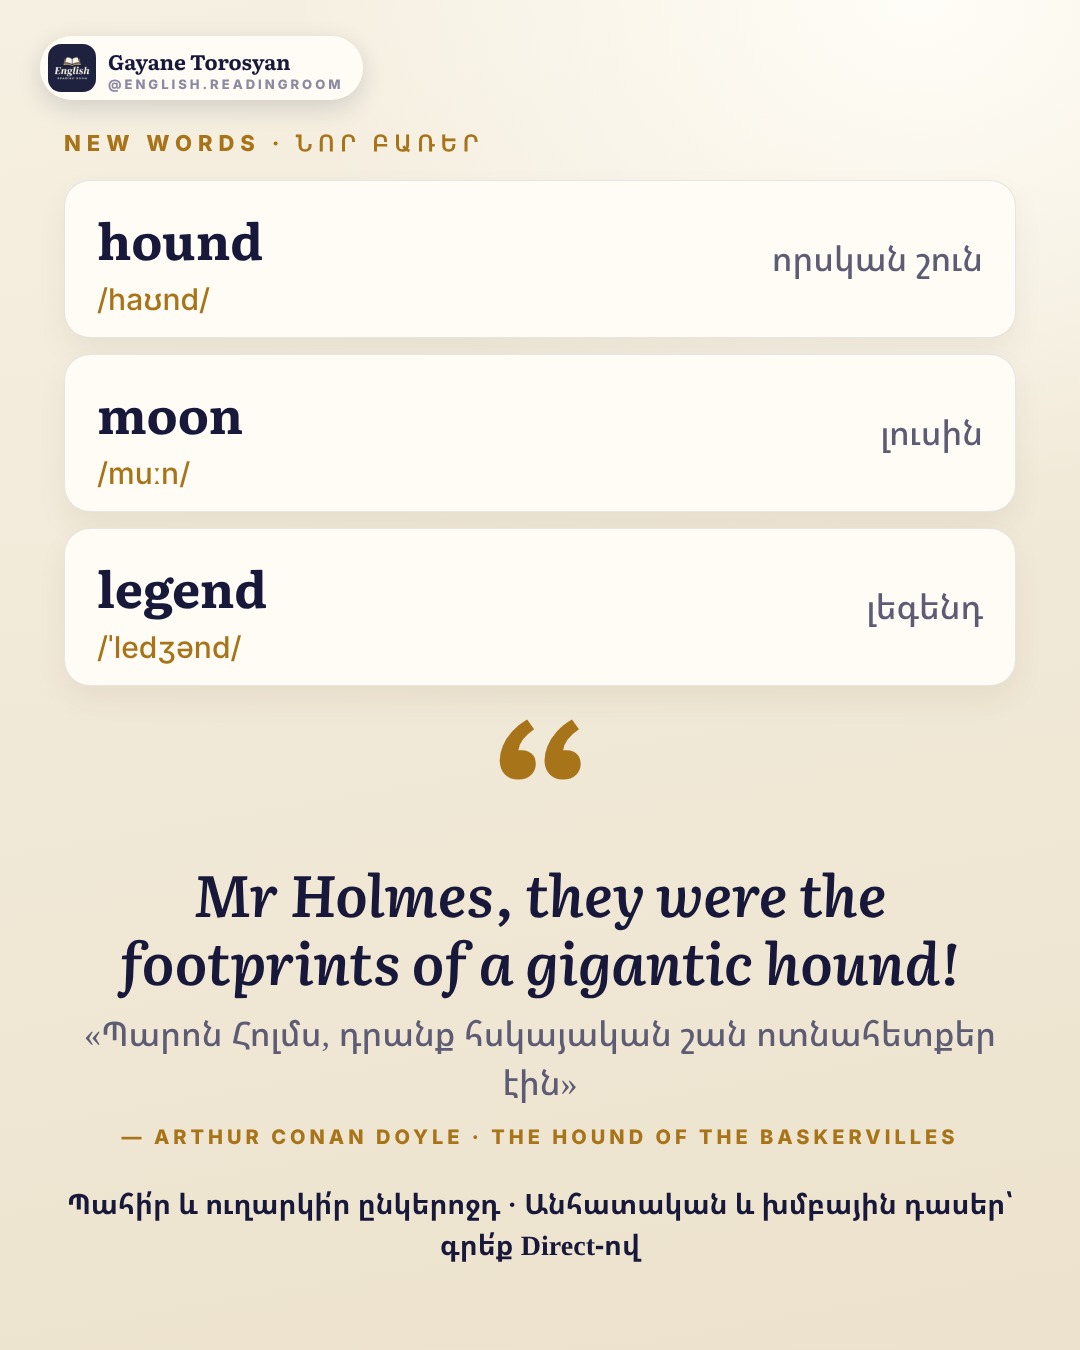 English
Gayane Torosyan
@ENGLISH.READINGROOM
NEW WORDS · ՆՈՐ ԲԱՌԵՐ
hound
որսկան շուն
/haʊnd/
moon
լուսին
/muːn/
legend
լեգենդ
/ˈledʒənd/
“
Mr Holmes, they were the
footprints of a gigantic hound!
«Պարոն Հոլմս, դրանք հսկայական շան ոտնահետքեր
էին»
— ARTHUR CONAN DOYLE · THE HOUND OF THE BASKERVILLES
Պահի՛ր և ուղարկի՛ր ընկերոջդ · Անհատական և խմբային դասեր՝
գրե՛ք Direct-ով